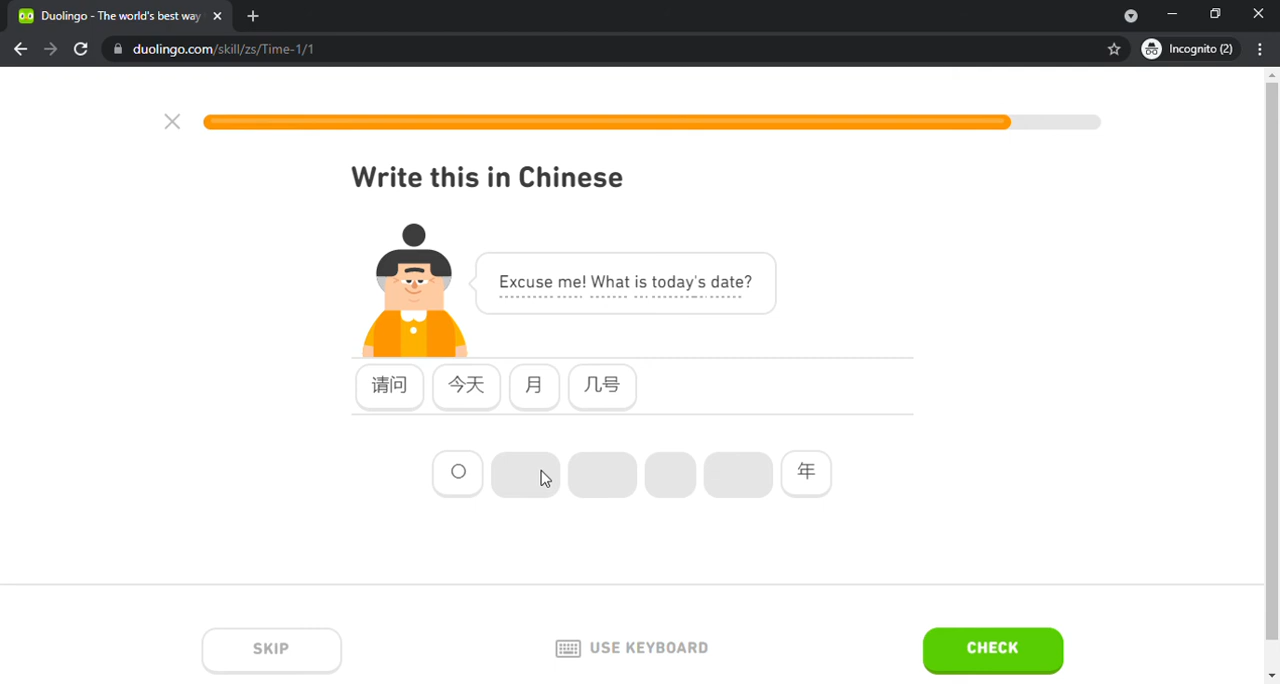 Duolingo - The world's best way
duolingo.com/skill/zs/Time-1/1
Incognito (2)
Write this in Chinese
Excuse me! What is today's date?
请问 今天 月 几号
〇 年
SKIP
USE KEYBOARD
CHECK